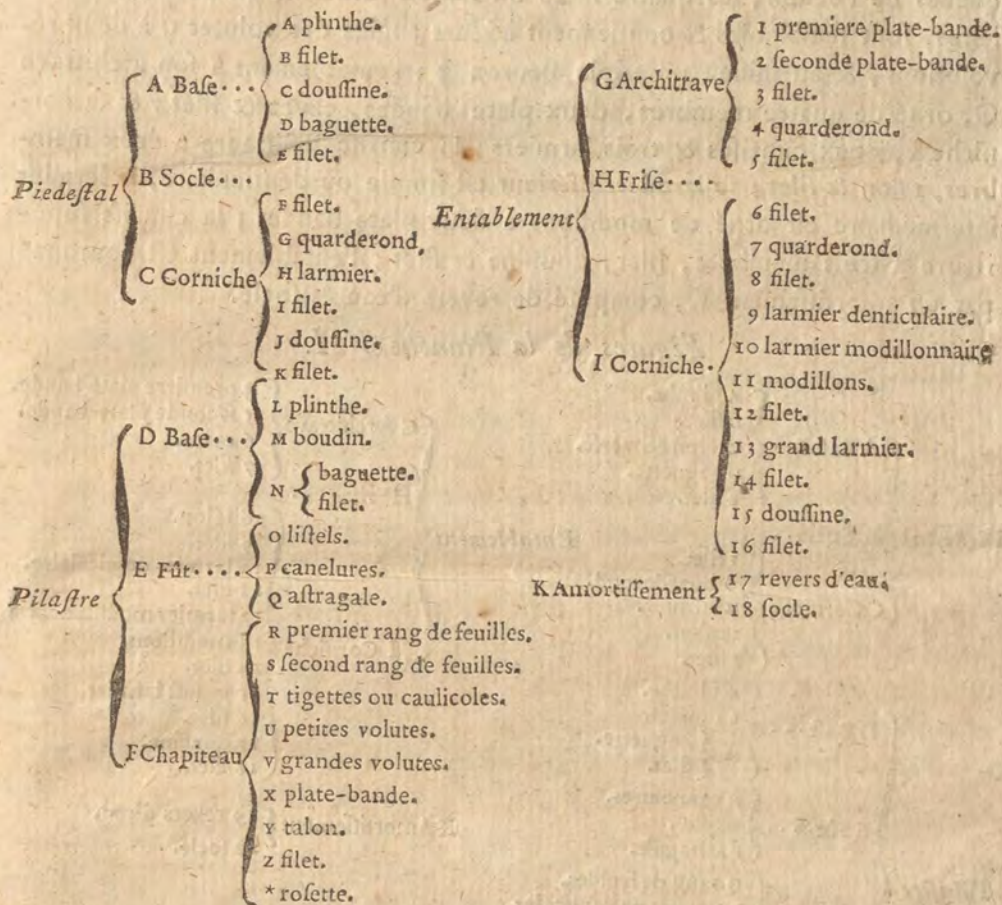 Piedeſtal
A Baſe ····
A plinthe.
B filet.
C douſſine.
D baguette.
E filet.
B Socle ···
C Corniche
F filet.
G quarderond,
H larmier.
I filet.
J douſſine.
K filet.
Pilaſtre
D Baſe ···
L plinthe.
M boudin.
N
baguette.
filet.
E Fût ····
O liſtels.
P canelures.
Q aſtragale.
F Chapiteau
R premier rang de feuilles.
S ſecond rang de feuilles.
T tigettes ou caulicoles.
U petites volutes.
V grandes volutes.
X plate-bande.
Y talon.
Z filet.
* roſette.
Entablement
G Architrave
1 premiere plate-bande.
2 ſeconde plate-bande.
3 filet.
4 quarderond.
5 filet.
H Friſe ····
I Corniche ·
6 filet.
7 quarderond.
8 filet.
9 larmier denticulaire.
10 larmier modillonnaire
11 modillons.
12 filet.
13 grand larmier.
14 filet.
15 douſſine.
16 filet.
K Amortiſſement
17 revers d'eau.
18 ſocle.